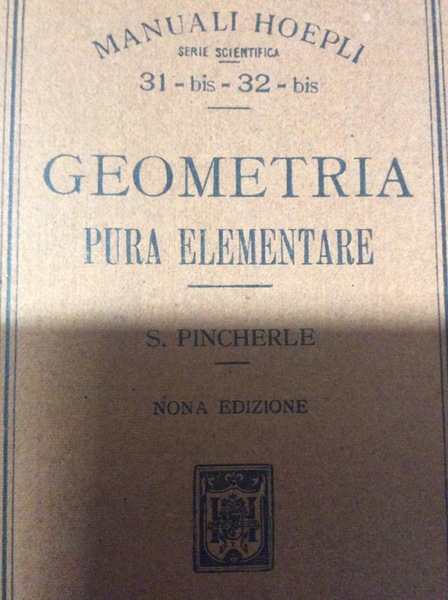 MANUALI HOEPLI
SERIE SCIENTIFICA
31-bis-32-bis
GEOMETRIA
PURA ELEMENTARE
S. PINCHERLE
NONA EDIZIONE